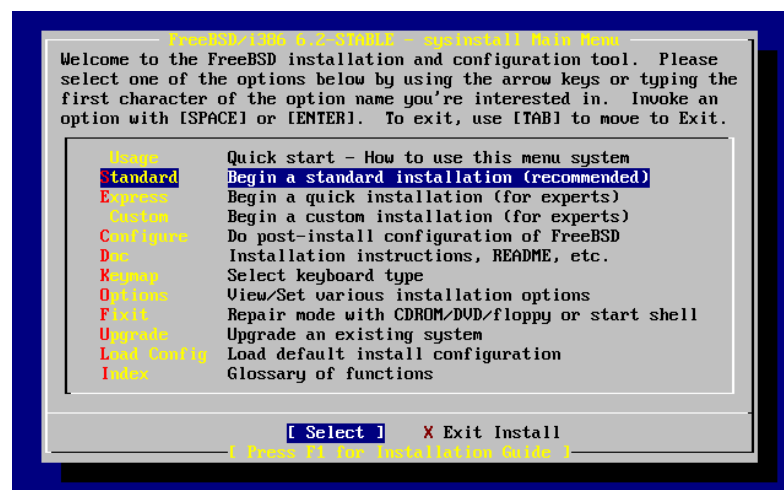 FreeBSD/i386 6.2-STABLE - sysinstall Main Menu
Welcome to the FreeBSD installation and configuration tool.  Please
select one of the options below by using the arrow keys or typing the
first character of the option name you're interested in.  Invoke an
option with [SPACE] or [ENTER].  To exit, use [TAB] to move to Exit.
Usage Quick start - How to use this menu system
Standard Begin a standard installation (recommended)
Express Begin a quick installation (for experts)
Custom Begin a custom installation (for experts)
Configure Do post-install configuration of FreeBSD
Doc Installation instructions, README, etc.
Keymap Select keyboard type
Options View/Set various installation options
Fixit Repair mode with CDROM/DVD/floppy or start shell
Upgrade Upgrade an existing system
Load Config Load default install configuration
Index Glossary of functions
[ Select ] X Exit Install
[ Press F1 for Installation Guide ]